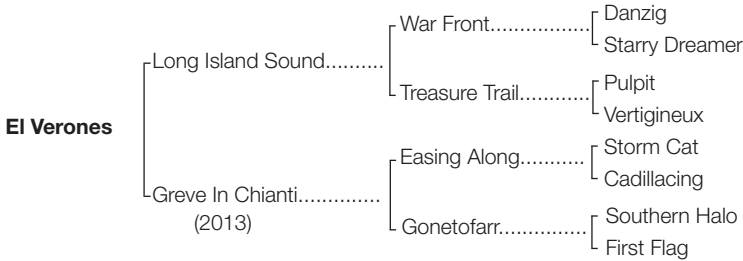 Danzig
War Front.................
Starry Dreamer
Long Island Sound..........
Pulpit
Treasure Trail............
Vertigineux
El Verones
Storm Cat
Easing Along...........
Cadillacing
Greve In Chianti..............
(2013)
Southern Halo
Gonetofarr...............
First Flag